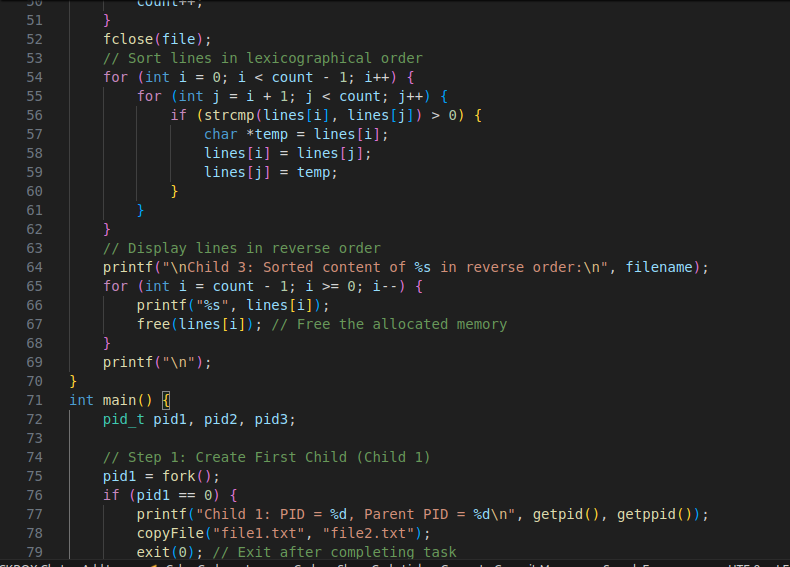 50 count++;
51 }
52 fclose(file);
53 // Sort lines in lexicographical order
54 for (int i = 0; i < count - 1; i++) {
55 for (int j = i + 1; j < count; j++) {
56 if (strcmp(lines[i], lines[j]) > 0) {
57 char *temp = lines[i];
58 lines[i] = lines[j];
59 lines[j] = temp;
60 }
61 }
62 }
63 // Display lines in reverse order
64 printf("\nChild 3: Sorted content of %s in reverse order:\n", filename);
65 for (int i = count - 1; i >= 0; i--) {
66 printf("%s", lines[i]);
67 free(lines[i]); // Free the allocated memory
68 }
69 printf("\n");
70 }
71 int main() {
72 pid_t pid1, pid2, pid3;
73
74 // Step 1: Create First Child (Child 1)
75 pid1 = fork();
76 if (pid1 == 0) {
77 printf("Child 1: PID = %d, Parent PID = %d\n", getpid(), getppid());
78 copyFile("file1.txt", "file2.txt");
79 exit(0); // Exit after completing task